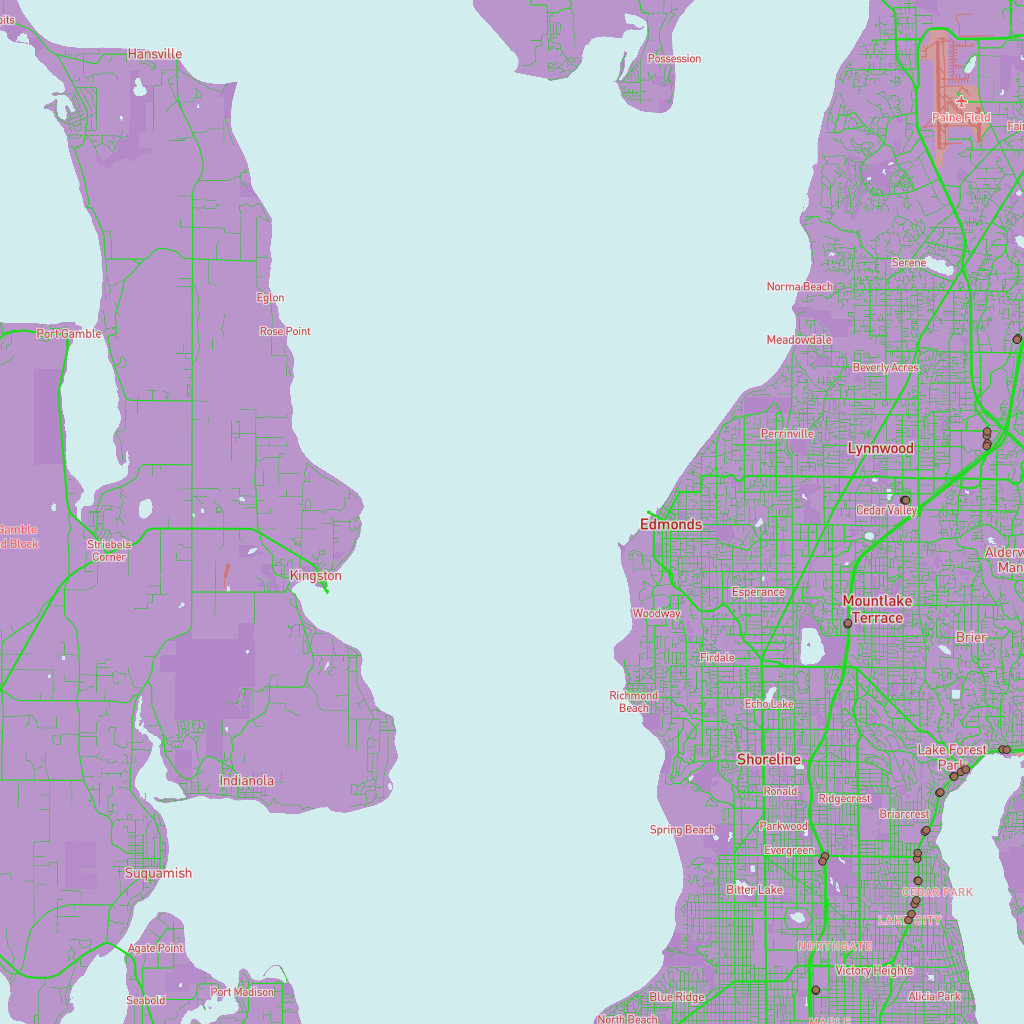 Hansville
Possession
Paine Field
Serene
Norma Beach
Eglon
Rose Point
Port Gamble
Meadowdale
Beverly Acres
Perrinville
Lynnwood
Cedar Valley
Edmonds
Gamble
d Block
Striebels
Corner
Kingston
Alderw
Man
Esperance
Mountlake
Terrace
Woodway
Brier
Firdale
Richmond
Beach
Echo Lake
Lake Forest
Park
Shoreline
Indianola
Ronald
Ridgecrest
Briarcrest
Spring Beach
Parkwood
Evergreen
Suquamish
Bitter Lake
CEDAR PARK
LAKE CITY
Agate Point
NORTHGATE
Victory Heights
Port Madison
Seabold
Blue Ridge
Alicia Park
North Beach